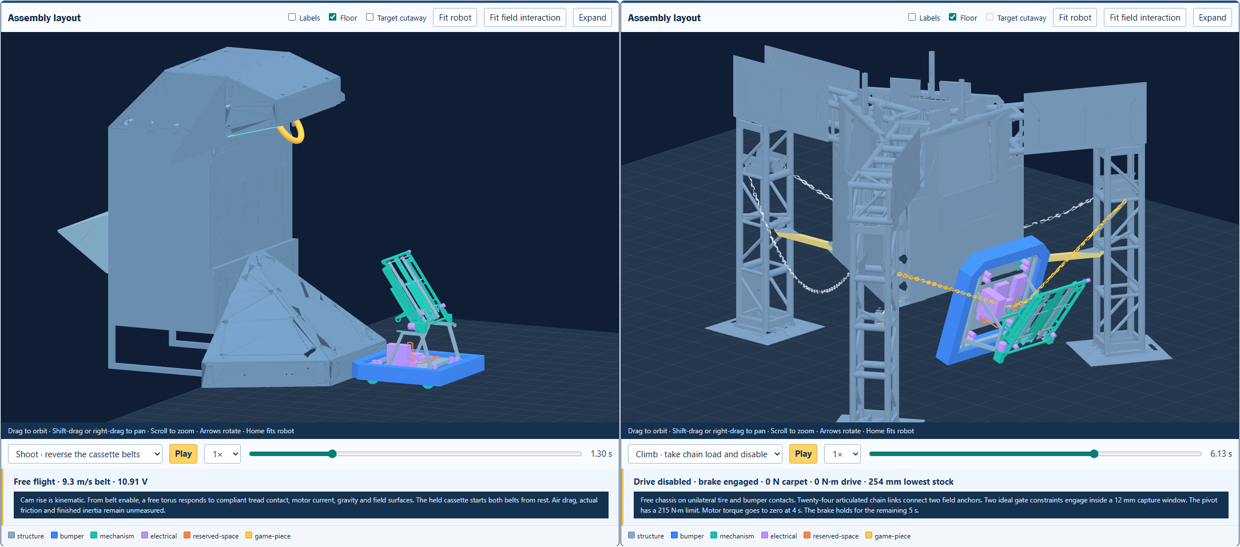 Assembly layout
Labels Floor Target cutaway Fit robot Fit field interaction Expand
Drag to orbit · Shift-drag or right-drag to pan · Scroll to zoom · Arrows rotate · Home fits robot
Shoot · reverse the cassette belts Play 1× 1.30 s
Free flight · 9.3 m/s belt · 10.91 V
Cam rise is kinematic. From belt enable, a free torus responds to compliant tread contact, motor current, gravity and field surfaces. The held cassette starts both belts from rest. Air drag, actual
friction and finished inertia remain unmeasured.
structure bumper mechanism electrical reserved-space game-piece
Assembly layout
Labels Floor Target cutaway Fit robot Fit field interaction Expand
Drag to orbit · Shift-drag or right-drag to pan · Scroll to zoom · Arrows rotate · Home fits robot
Climb · take chain load and disable Play 1× 6.13 s
Drive disabled · brake engaged · 0 N carpet · 0 N·m drive · 254 mm lowest stock
Free chassis on unilateral tire and bumper contacts. Twenty-four articulated chain links connect two field anchors. Two ideal gate constraints engage inside a 12 mm capture window. The pivot
has a 215 N·m limit. Motor torque goes to zero at 4 s. The brake holds for the remaining 5 s.
structure bumper mechanism electrical reserved-space game-piece